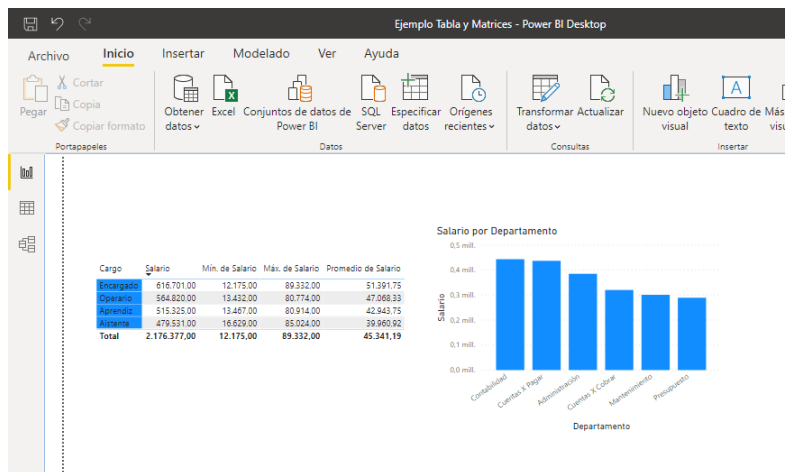 Ejemplo Tabla y Matrices - Power BI Desktop
Archivo Inicio Insertar Modelado Ver Ayuda
Pegar
Cortar
Copia
Copiar formato
Portapapeles
Obtener datos
Excel
Conjuntos de datos de Power BI
SQL Server
Especificar datos
Orígenes recientes
Datos
Transformar datos
Actualizar
Consultas
Nuevo objeto visual
Cuadro de texto
Más
Insertar
Cargo Salario Mín. de Salario Máx. de Salario Promedio de Salario
Encargado 616.701,00 12.175,00 89.332,00 51.391,75
Operario 564.820,00 13.432,00 80.774,00 47.068,33
Aprendiz 515.325,00 13.467,00 80.914,00 42.943,75
Aistente 479.531,00 16.629,00 85.024,00 39.960,92
Total 2.176.377,00 12.175,00 89.332,00 45.341,19
Salario por Departamento
0,5 mill.
0,4 mill.
0,3 mill.
0,2 mill.
0,1 mill.
0,0 mill.
Salario
Contabilidad
Cuentas X Pagar
Administración
Cuentas X Cobrar
Mantenimiento
Presupuesto
Departamento